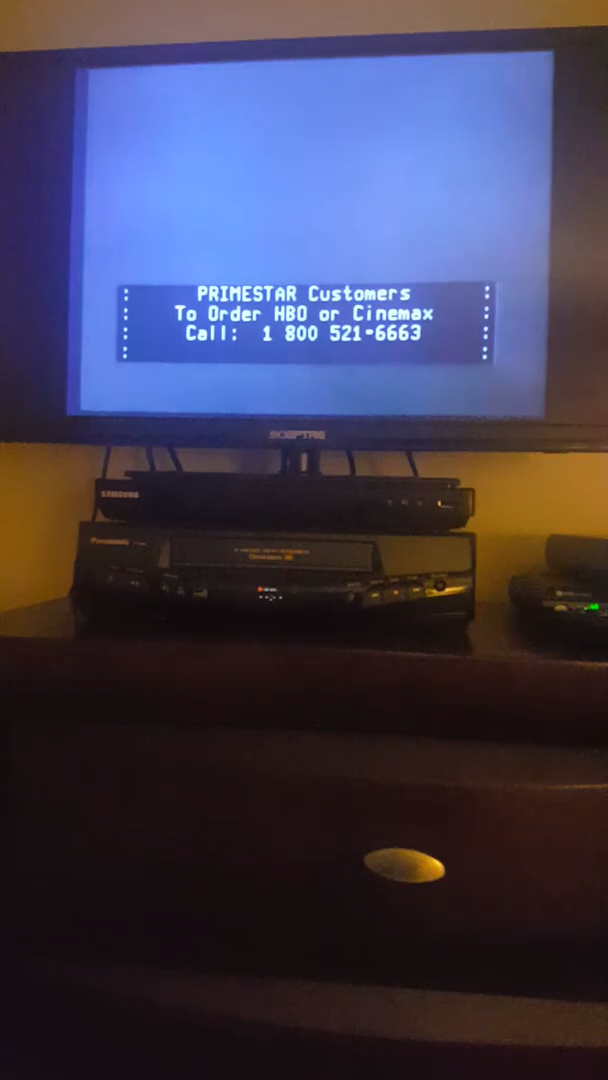 PRIMESTAR Customers
To Order HBO or Cinemax
Call: 1 800 521-6663
SCEPTRE
SAMSUNG
Panasonic